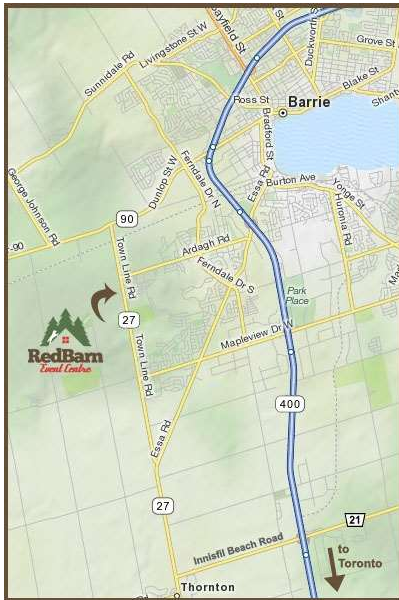 Bayfield St
Livingstone St W
Sunnidale Rd
Duckworth St
Grove St
Blake St
Ross St
Barrie
Bradford St
Dunlop St W
Ferndale Dr N
Essa Rd
Burton Ave
Yonge St
Huronia Rd
George Johnson Rd
90
-90
Town Line Rd
Ardagh Rd
Ferndale Dr S
Park
Place
27
RedBarn
Event Centre
Town Line Rd
Mapleview Dr W
400
Essa Rd
27
21
Innisfil Beach Road
to
Toronto
Thornton